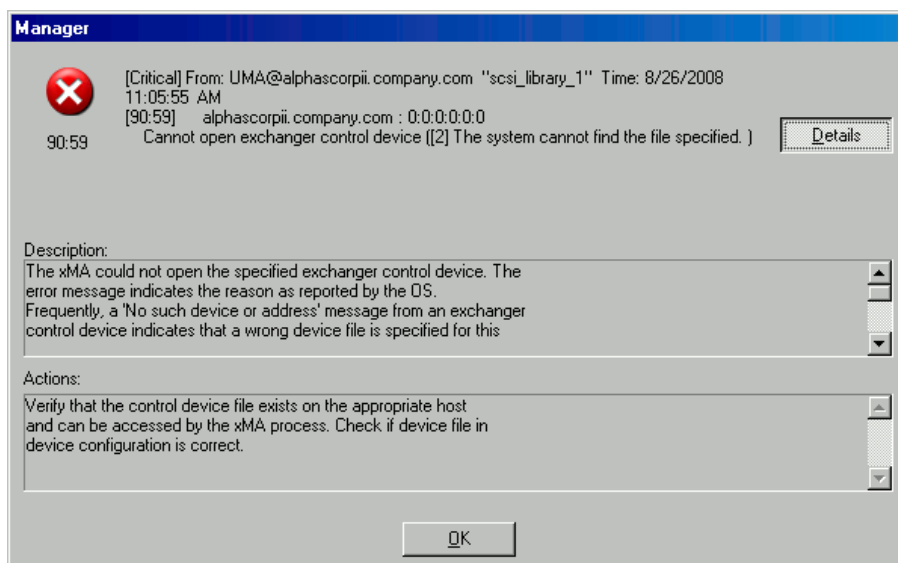 Manager
[Critical] From: UMA@alphascorpii.company.com "scsi_library_1" Time: 8/26/2008
11:05:55 AM
[90:59] alphascorpii.company.com : 0:0:0:0:0:0
Cannot open exchanger control device ([2] The system cannot find the file specified. )
90:59
Details
Description:
The xMA could not open the specified exchanger control device. The
error message indicates the reason as reported by the OS.
Frequently, a 'No such device or address' message from an exchanger
control device indicates that a wrong device file is specified for this
Actions:
Verify that the control device file exists on the appropriate host
and can be accessed by the xMA process. Check if device file in
device configuration is correct.
OK